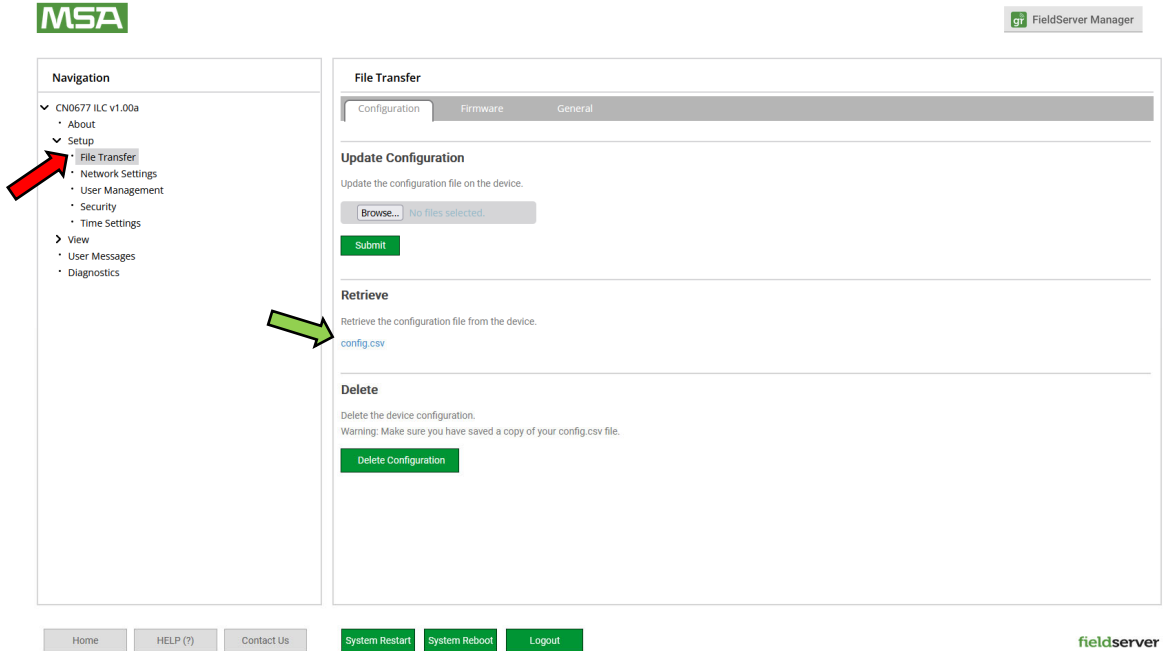 MSA
gr FieldServer Manager
Navigation
CN0677 ILC v1.00a
About
Setup
File Transfer
Network Settings
User Management
Security
Time Settings
View
User Messages
Diagnostics
File Transfer
Configuration Firmware General
Update Configuration
Update the configuration file on the device.
Browse... No files selected.
Submit
Retrieve
Retrieve the configuration file from the device.
config.csv
Delete
Delete the device configuration.
Warning: Make sure you have saved a copy of your config.csv file.
Delete Configuration
Home HELP (?) Contact Us System Restart System Reboot Logout
fieldserver